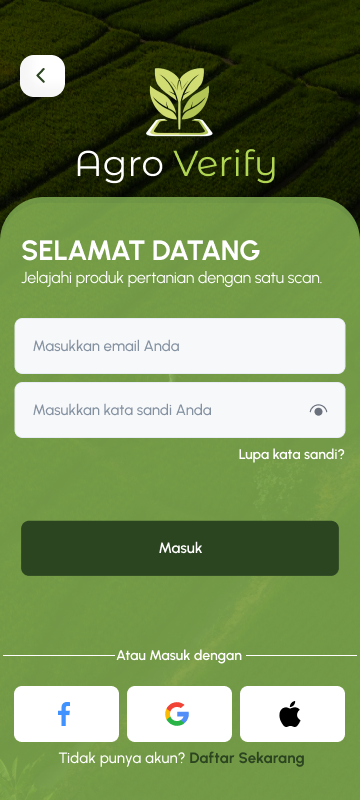 Agro Verify
SELAMAT DATANG
Jelajahi produk pertanian dengan satu scan.
Masukkan email Anda
Masukkan kata sandi Anda
Lupa kata sandi?
Masuk
Atau Masuk dengan
Tidak punya akun? Daftar Sekarang